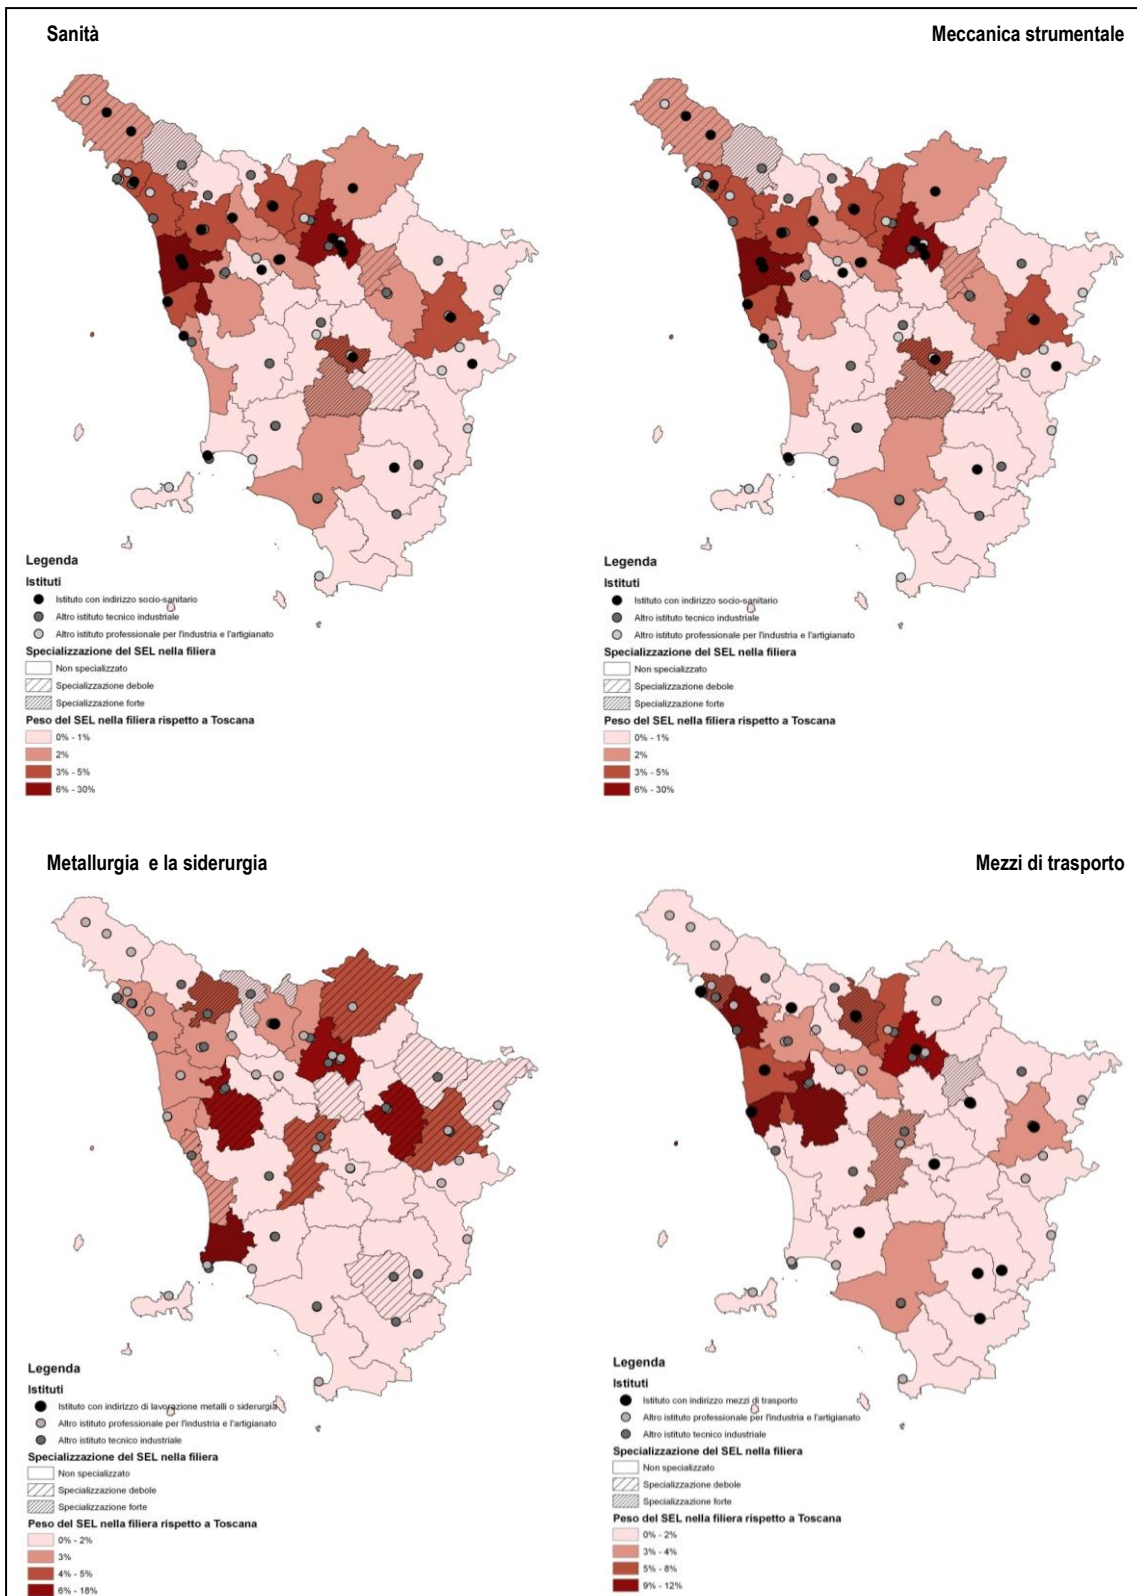 Sanità
Meccanica strumentale
Legenda
Istituti
Istituto con indirizzo socio-sanitario
Altro istituto tecnico industriale
Altro istituto professionale per l'industria e l'artigianato
Specializzazione del SEL nella filiera
Non specializzato
Specializzazione debole
Specializzazione forte
Peso del SEL nella filiera rispetto a Toscana
0% - 1%
2%
3% - 5%
6% - 30%
Legenda
Istituti
Istituto con indirizzo socio-sanitario
Altro istituto tecnico industriale
Altro istituto professionale per l'industria e l'artigianato
Specializzazione del SEL nella filiera
Non specializzato
Specializzazione debole
Specializzazione forte
Peso del SEL nella filiera rispetto a Toscana
0% - 1%
2%
3% - 5%
6% - 30%
Metallurgia e la siderurgia
Mezzi di trasporto
Legenda
Istituti
Istituto con indirizzo di lavorazione metalli o siderurgia
Altro istituto professionale per l'industria e l'artigianato
Altro istituto tecnico industriale
Specializzazione del SEL nella filiera
Non specializzato
Specializzazione debole
Specializzazione forte
Peso del SEL nella filiera rispetto a Toscana
0% - 2%
3%
4% - 5%
6% - 18%
Legenda
Istituti
Istituto con indirizzo mezzi di trasporto
Altro istituto professionale per l'industria e l'artigianato
Altro istituto tecnico industriale
Specializzazione del SEL nella filiera
Non specializzato
Specializzazione debole
Specializzazione forte
Peso del SEL nella filiera rispetto a Toscana
0% - 2%
3% - 4%
5% - 8%
9% - 12%